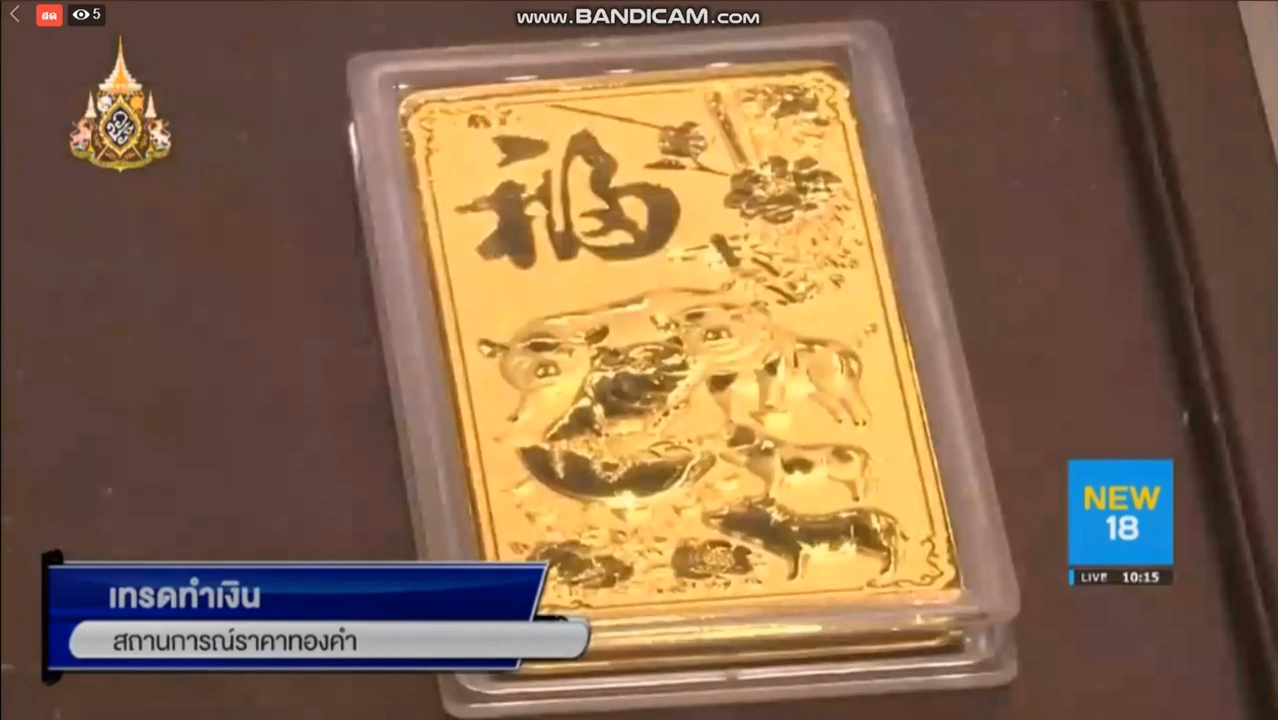 สด 5
www.BANDICAM.com
福
NEW
18
LIVE 10:15
เทรดทำเงิน
สถานการณ์ราคาทองคำ